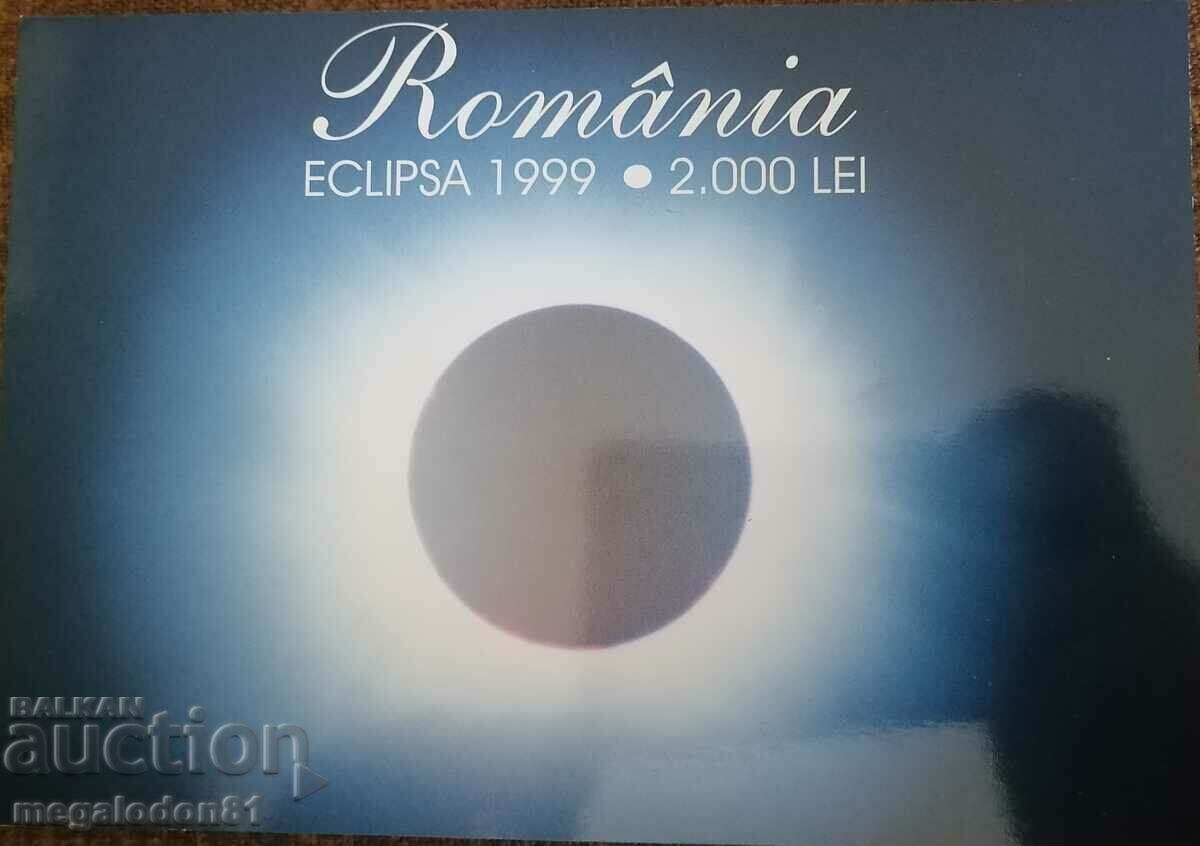 România
ECLIPSA 1999 • 2.000 LEI
BALKAN
auction
megalodon81